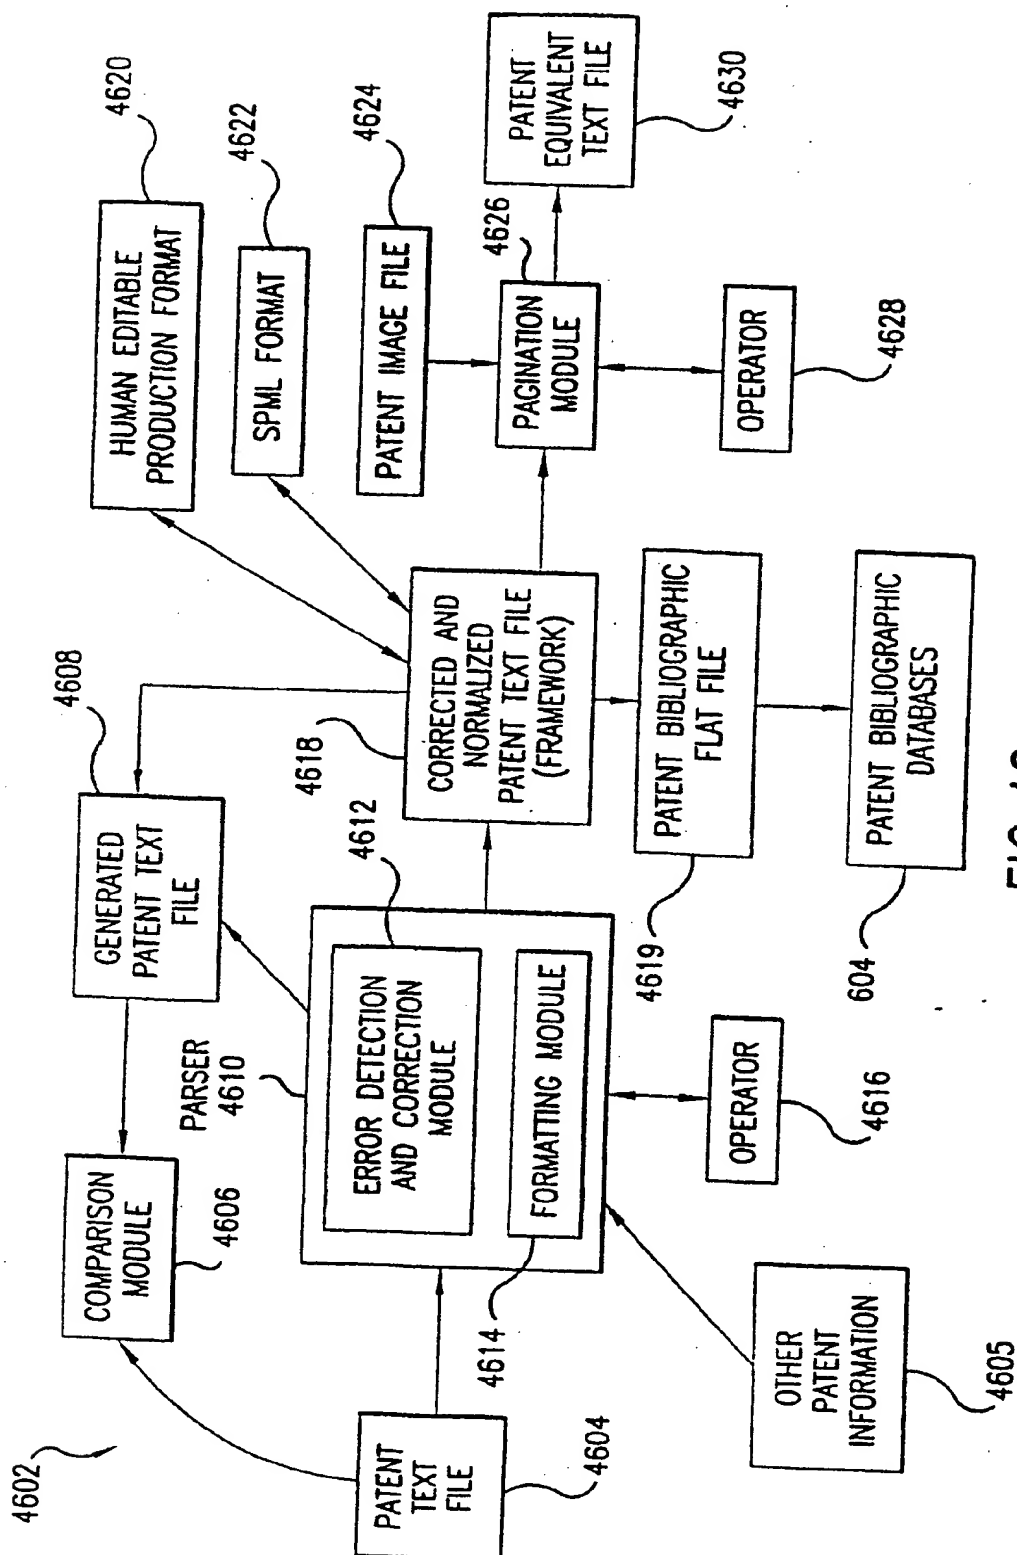 4602
PATENT
TEXT
FILE
4604
COMPARISON
MODULE
4606
GENERATED
PATENT TEXT
FILE
4608
PARSER
4610
ERROR DETECTION
AND CORRECTION
MODULE
4612
FORMATTING MODULE
4614
OTHER
PATENT
INFORMATION
4605
OPERATOR
4616
CORRECTED AND
NORMALIZED
PATENT TEXT FILE
(FRAMEWORK)
4618
HUMAN EDITABLE
PRODUCTION FORMAT
4620
SPML FORMAT
4622
PATENT IMAGE FILE
4624
PAGINATION
MODULE
4626
OPERATOR
4628
PATENT
EQUIVALENT
TEXT FILE
4630
PATENT BIBLIOGRAPHIC
FLAT FILE
4619
PATENT BIBLIOGRAPHIC
DATABASES
604